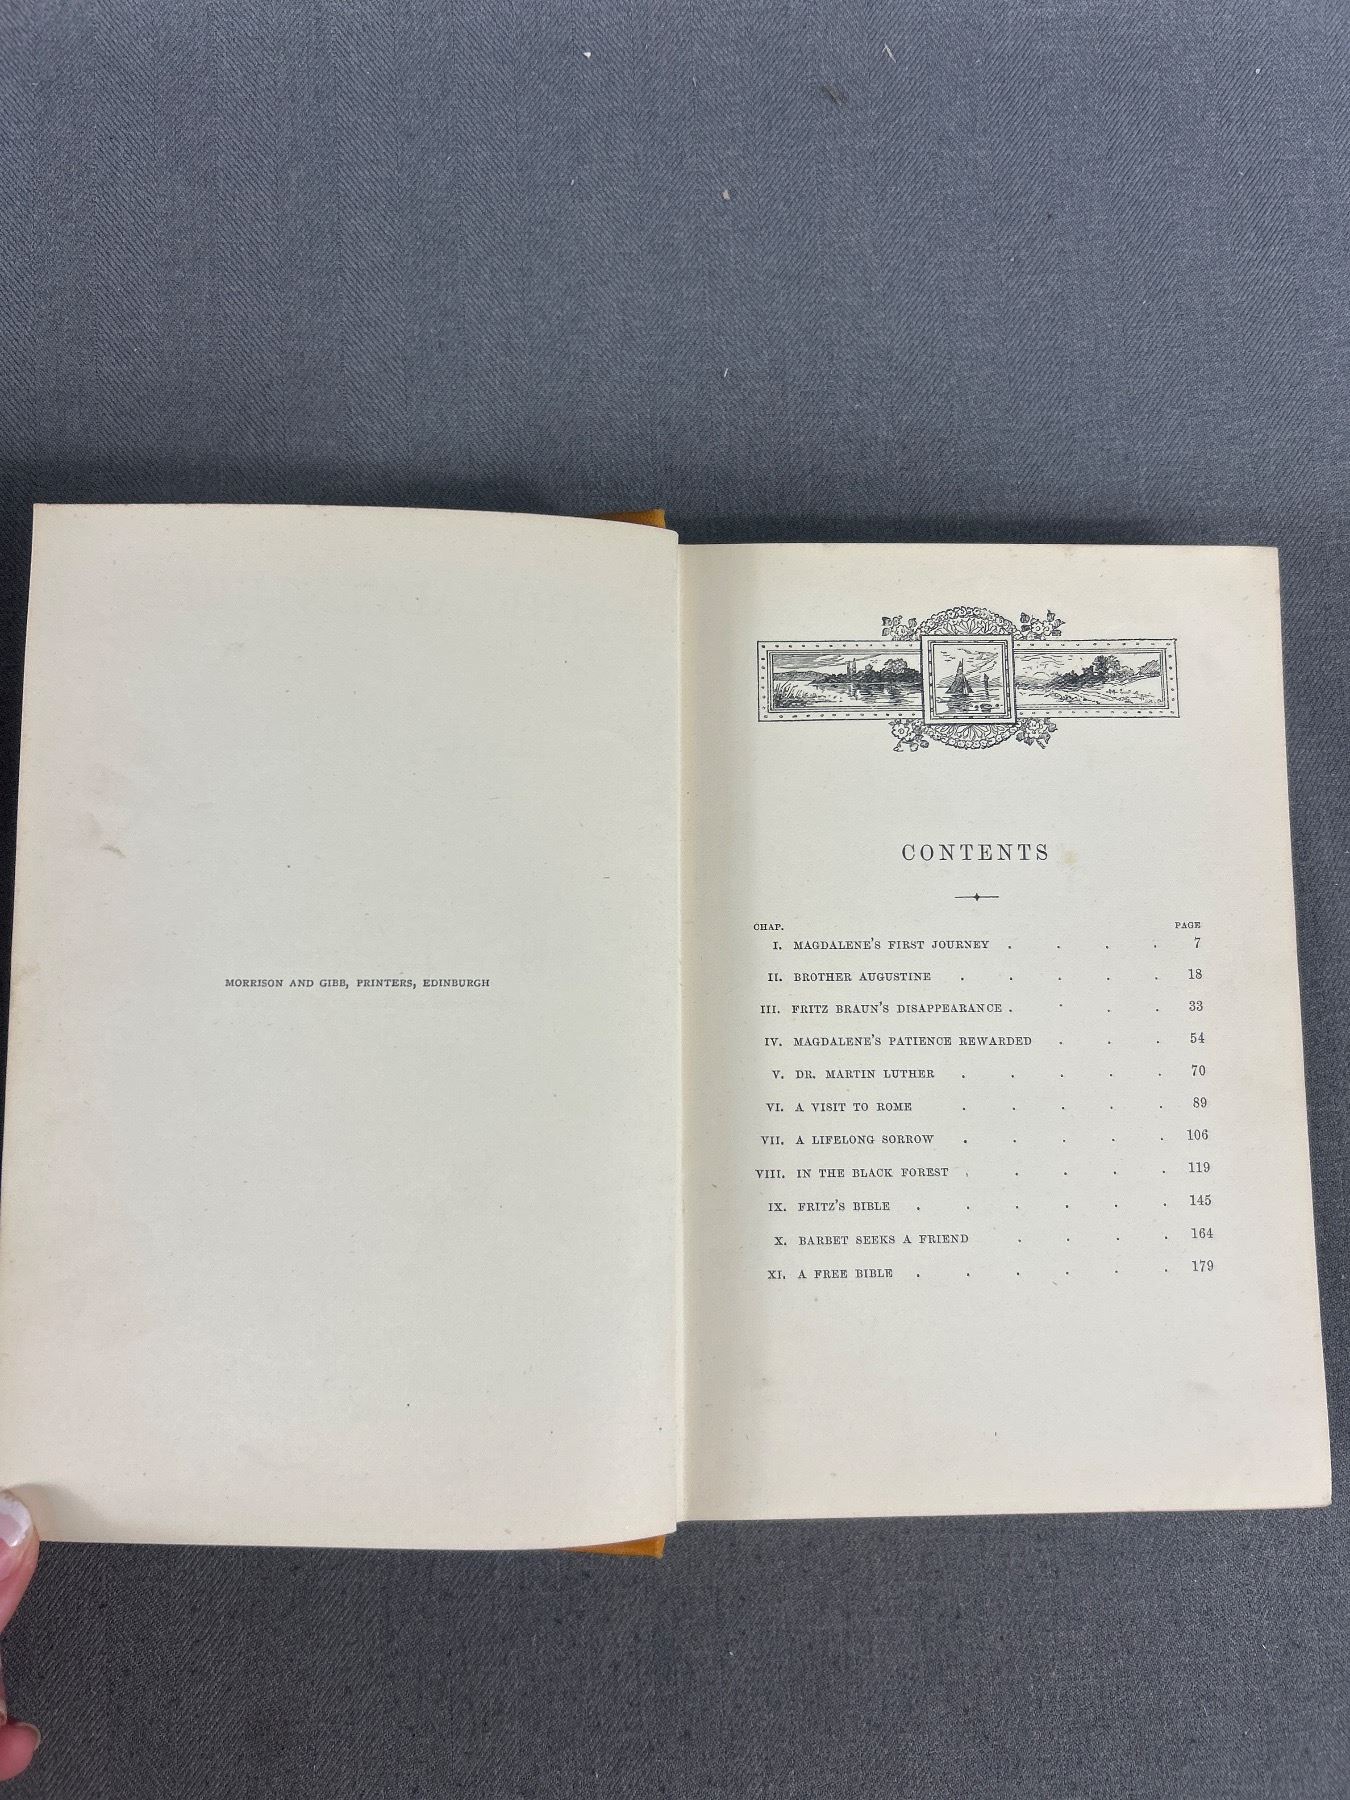 MORRISON AND GIBB, PRINTERS, EDINBURGH
CONTENTS
CHAP. PAGE
I. MAGDALENE'S FIRST JOURNEY . . . . 7
II. BROTHER AUGUSTINE . . . . . 18
III. FRITZ BRAUN'S DISAPPEARANCE . . . . 33
IV. MAGDALENE'S PATIENCE REWARDED . . . 54
V. DR. MARTIN LUTHER . . . . . 70
VI. A VISIT TO ROME . . . . . 89
VII. A LIFELONG SORROW . . . . . 106
VIII. IN THE BLACK FOREST . . . . . 119
IX. FRITZ'S BIBLE . . . . . . 145
X. BARBET SEEKS A FRIEND . . . . 164
XI. A FREE BIBLE . . . . . . 179